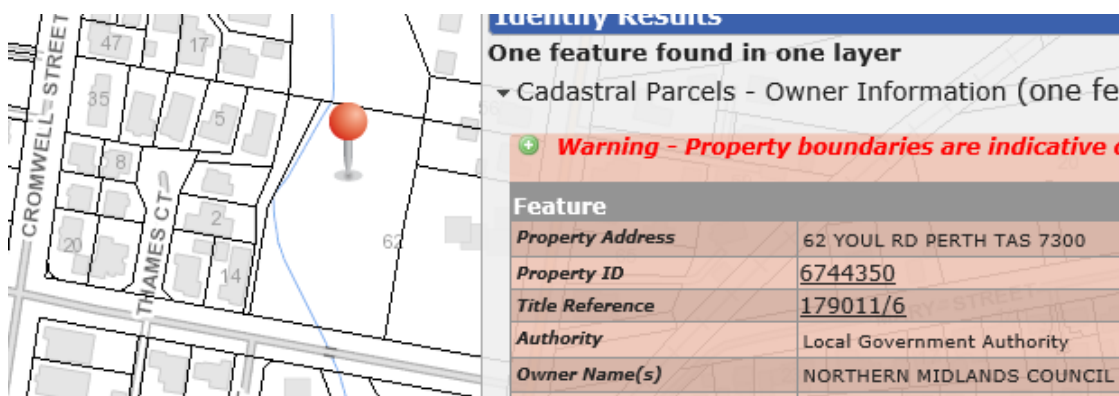 Identify Results
One feature found in one layer
Cadastral Parcels - Owner Information (one fe
Warning - Property boundaries are indicative
Feature
Property Address 62 YOUL RD PERTH TAS 7300
Property ID 6744350
Title Reference 179011/6
Authority Local Government Authority
Owner Name(s) NORTHERN MIDLANDS COUNCIL
CROMWELL STREET
THAMES CT
47
17
35
5
8
2
20
14
62